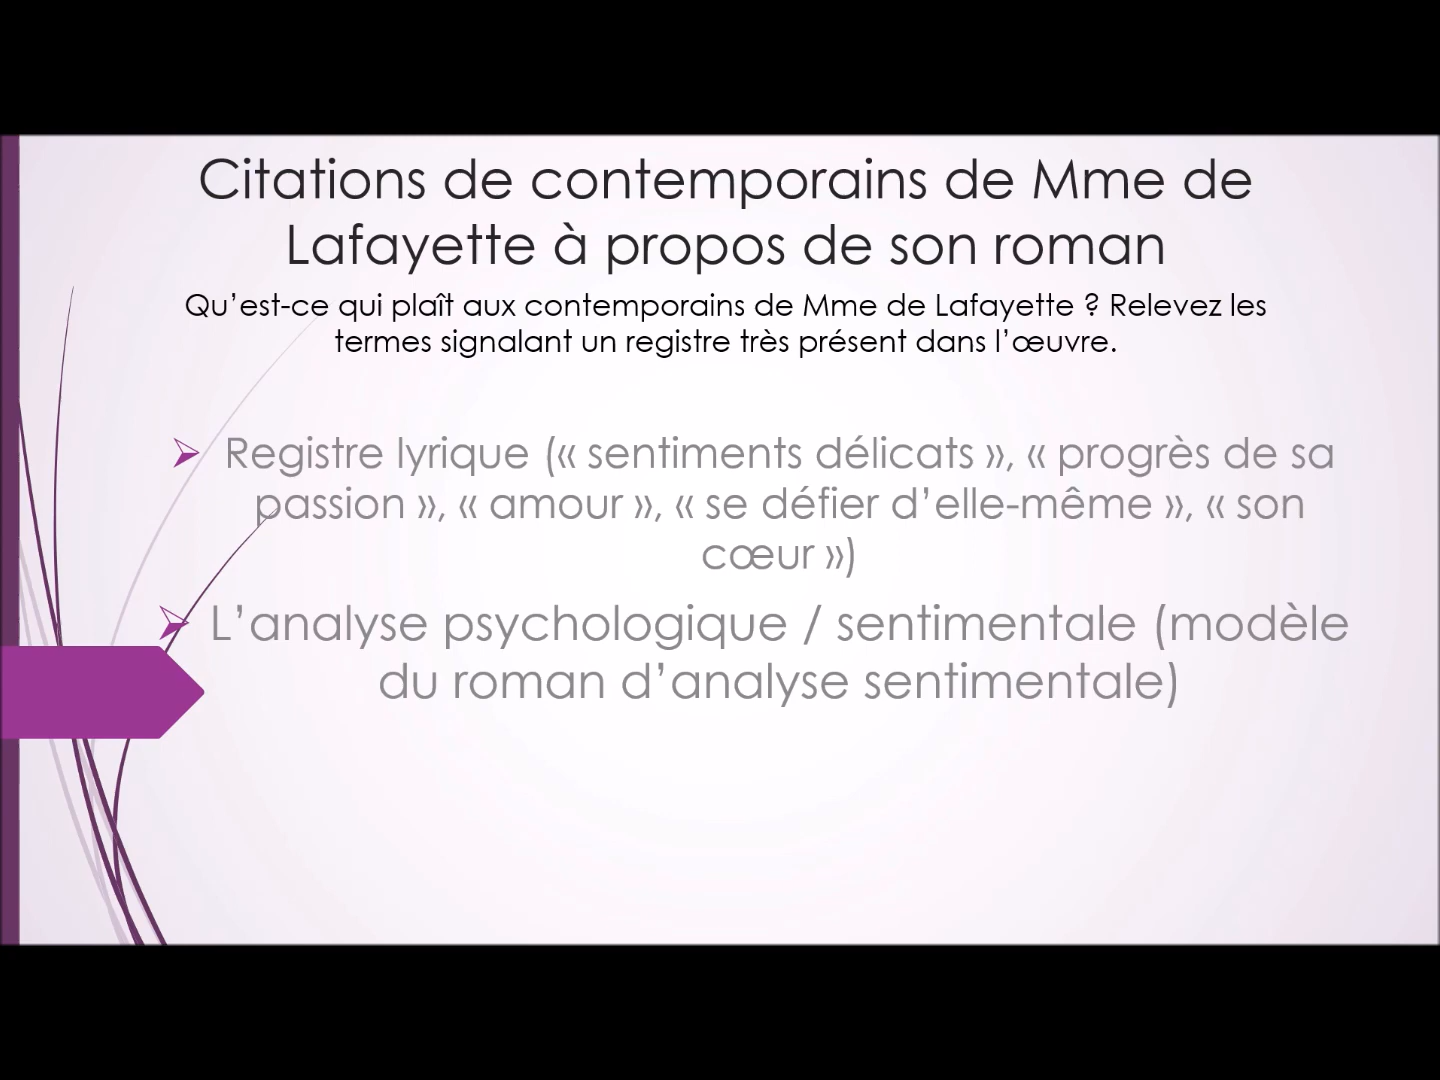 Citations de contemporains de Mme de
Lafayette à propos de son roman
Qu’est-ce qui plaît aux contemporains de Mme de Lafayette ? Relevez les
termes signalant un registre très présent dans l’œuvre.
Registre lyrique (« sentiments délicats », « progrès de sa
passion », « amour », « se défier d’elle-même », « son
cœur »)
L’analyse psychologique / sentimentale (modèle
du roman d’analyse sentimentale)